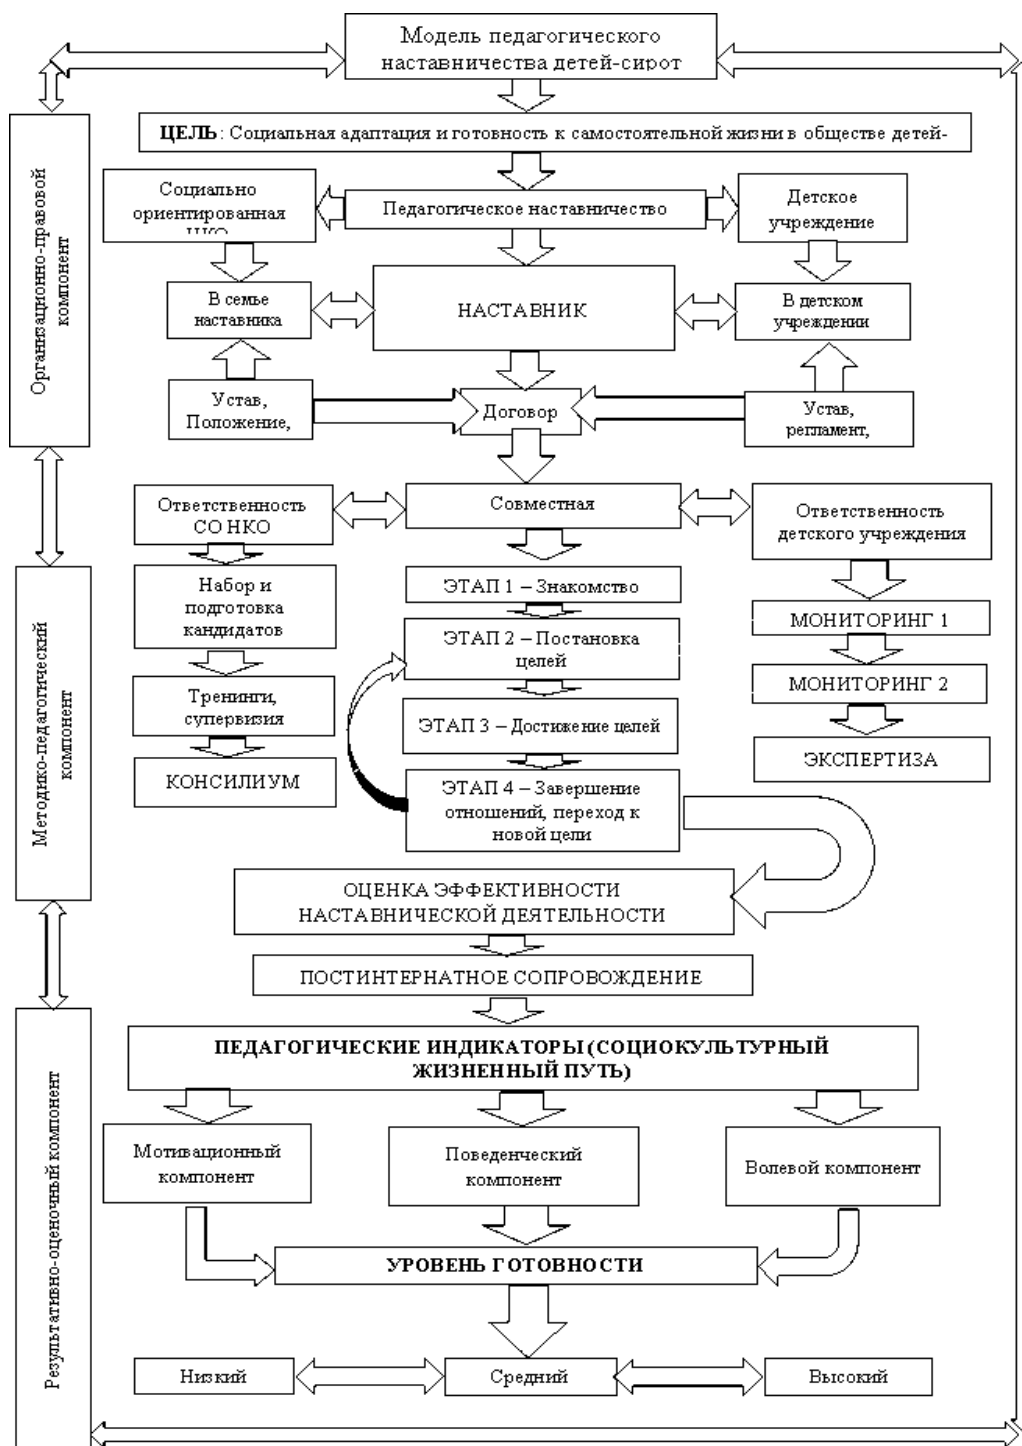 Модель педагогического
наставничества детей-сирот
ЦЕЛЬ: Социальная адаптация и готовность к самостоятельной жизни в обществе детей-
Организационно-правовой
компонент
Социально
ориентированная
НКО
Педагогическое наставничество
Детское
учреждение
В семье
наставника
НАСТАВНИК
В детском
учреждении
Устав,
Положение,
Договор
Устав,
регламент,
Методико-педагогический
компонент
Ответственность
СО НКО
Совместная
Ответственность
детского учреждения
Набор и
подготовка
кандидатов
ЭТАП 1 – Знакомство
МОНИТОРИНГ 1
ЭТАП 2 – Постановка
целей
Тренинги,
супервизия
МОНИТОРИНГ 2
ЭТАП 3 – Достижение целей
КОНСИЛИУМ
ЭКСПЕРТИЗА
ЭТАП 4 – Завершение
отношений, переход к
новой цели
ОЦЕНКА ЭФФЕКТИВНОСТИ
НАСТАВНИЧЕСКОЙ ДЕЯТЕЛЬНОСТИ
ПОСТИНТЕРНАТНОЕ СОПРОВОЖДЕНИЕ
Результативно-оценочный компонент
ПЕДАГОГИЧЕСКИЕ ИНДИКАТОРЫ (СОЦИОКУЛЬТУРНЫЙ
ЖИЗНЕННЫЙ ПУТЬ)
Мотивационный
компонент
Поведенческий
компонент
Волевой компонент
УРОВЕНЬ ГОТОВНОСТИ
Низкий
Средний
Высокий